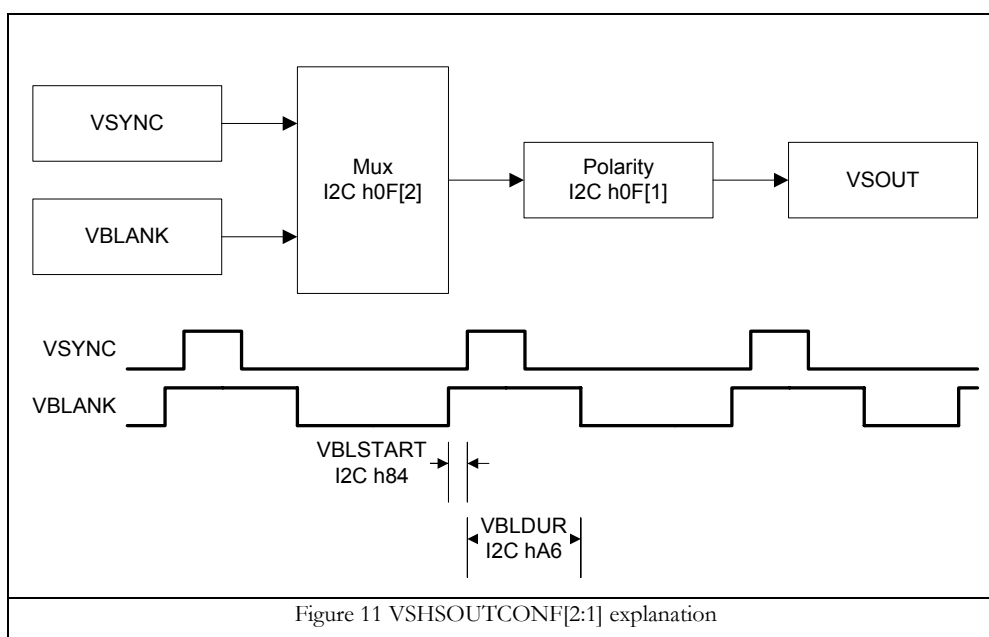 VSYNC
VBLANK
Mux
I2C h0F[2]
Polarity
I2C h0F[1]
VSOUT
VSYNC
VBLANK
VBLSTART
I2C h84
VBLDUR
I2C hA6
Figure 11 VSHSOUTCONF[2:1] explanation